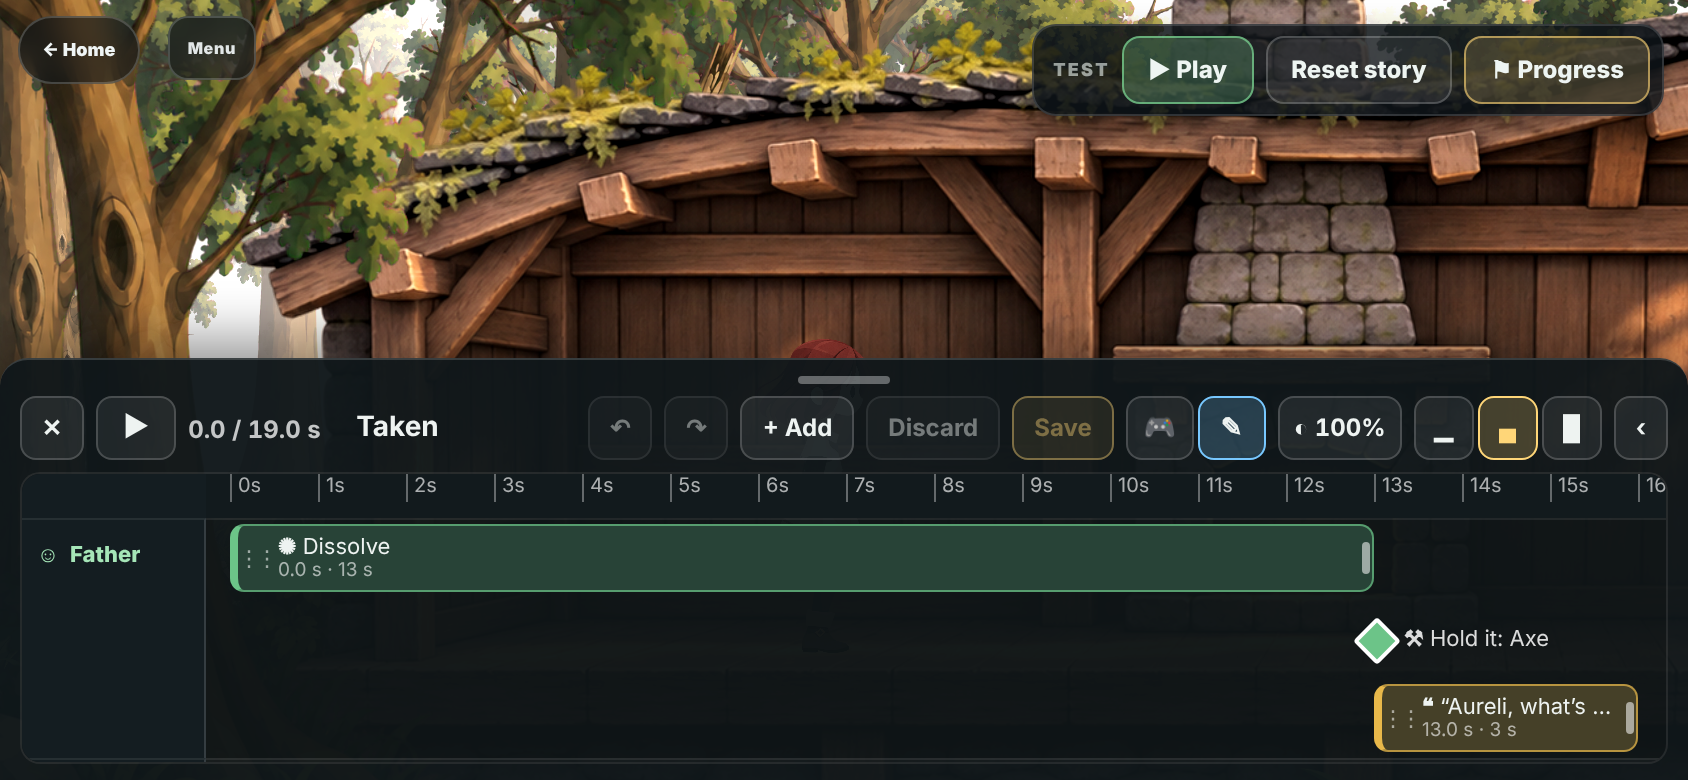 ← Home
Menu
TEST
▶ Play
Reset story
⚑ Progress
✕
▶
0.0 / 19.0 s
Taken
↶
↷
+ Add
Discard
Save
🎮
✎
◐ 100%
‹
0s
1s
2s
3s
4s
5s
6s
7s
8s
9s
10s
11s
12s
13s
14s
15s
16
☺ Father
✺ Dissolve
0.0 s · 13 s
⚒ Hold it: Axe
❝ “Aureli, what’s ...
13.0 s · 3 s